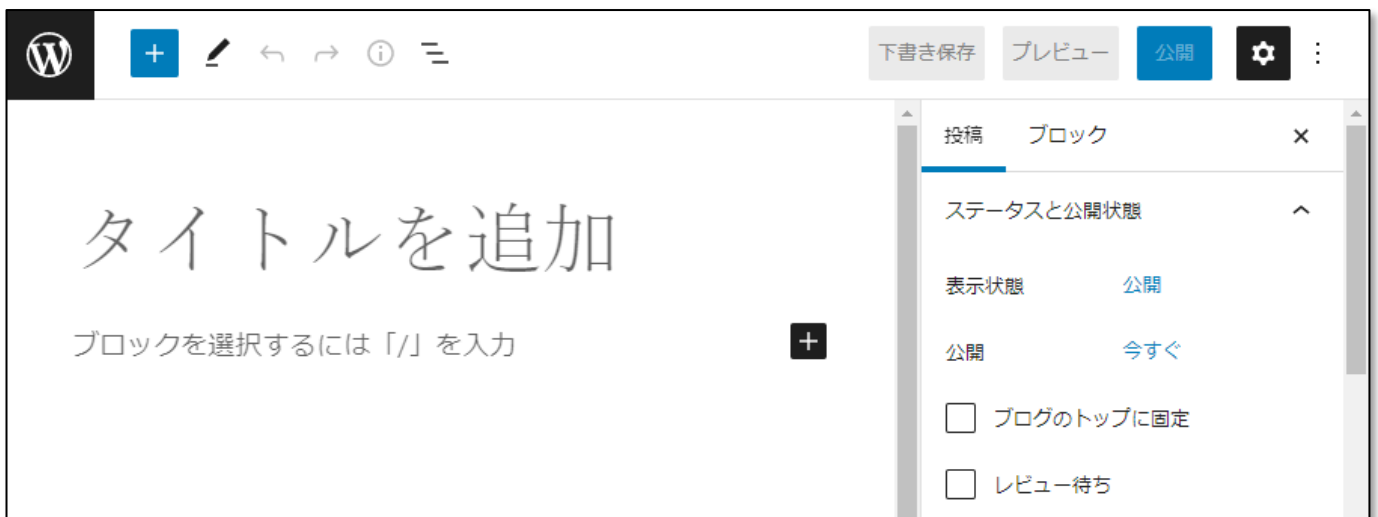 下書き保存 プレビュー 公開
投稿 ブロック
タイトルを追加
ブロックを選択するには「/」を入力
ステータスと公開状態
表示状態 公開
公開 今すぐ
ブログのトップに固定
レビュー待ち